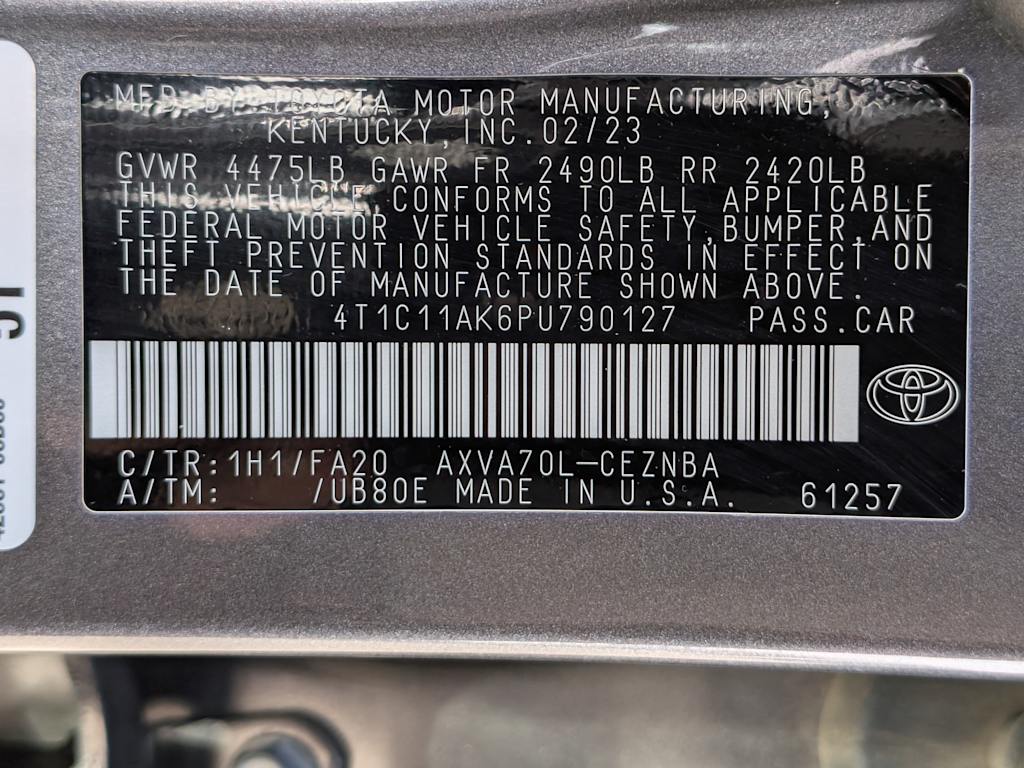 MFD BY TOYOTA MOTOR MANUFACTURING,
KENTUCKY, INC. 02/23
GVWR 4475LB GAWR FR 2490LB RR 2420LB
THIS VEHICLE CONFORMS TO ALL APPLICABLE
FEDERAL MOTOR VEHICLE SAFETY, BUMPER, AND
THEFT PREVENTION STANDARDS IN EFFECT ON
THE DATE OF MANUFACTURE SHOWN ABOVE.
4T1C11AK6PU790127 PASS.CAR
C/TR:1H1/FA20 AXVA70L-CEZNBA
A/TM: /UB80E MADE IN U.S.A. 61257